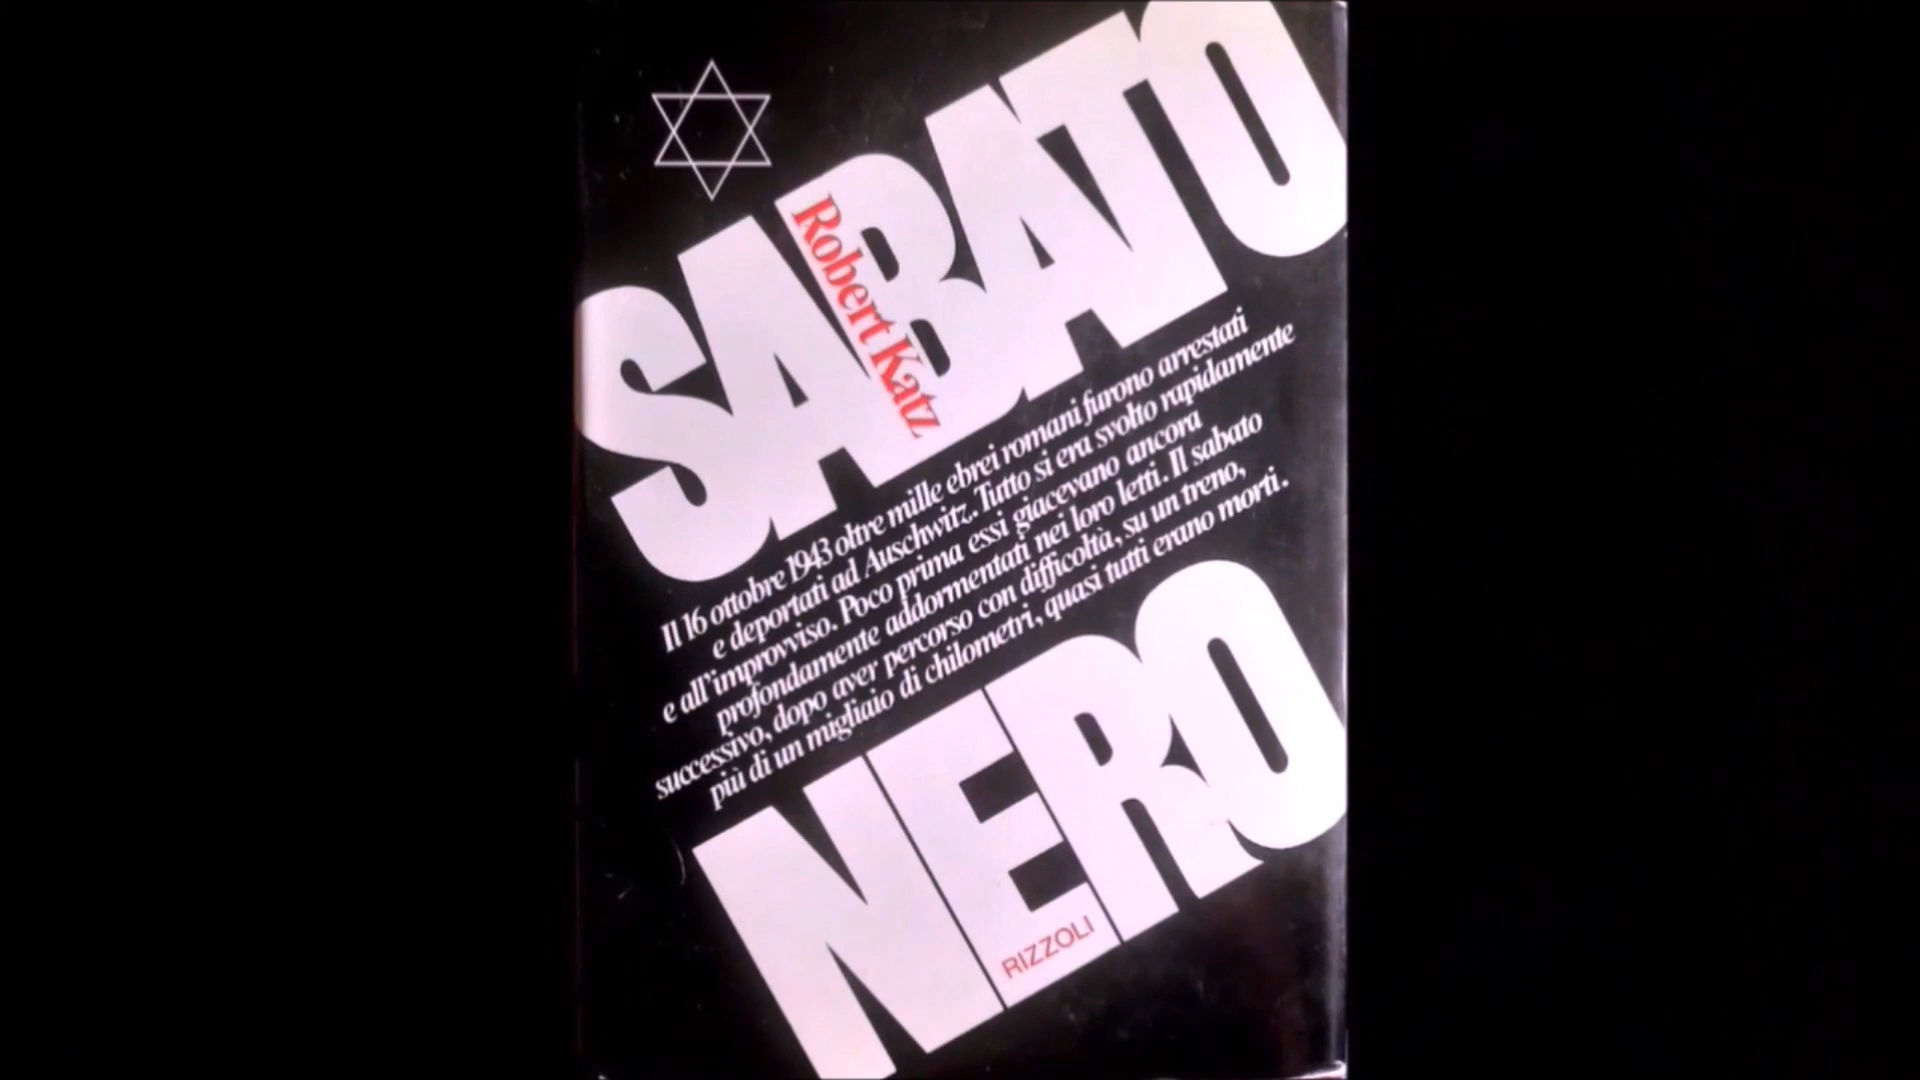 SABATO
Robert Katz
Il 16 ottobre 1943 oltre mille ebrei romani furono arrestati
e deportati ad Auschwitz. Tutto si era svolto rapidamente
e all'improvviso. Poco prima essi giacevano ancora
profondamente addormentati nei loro letti. Il sabato
successivo, dopo aver percorso con difficoltà, su un treno,
più di un migliaio di chilometri, quasi tutti erano morti.
NERO
RIZZOLI